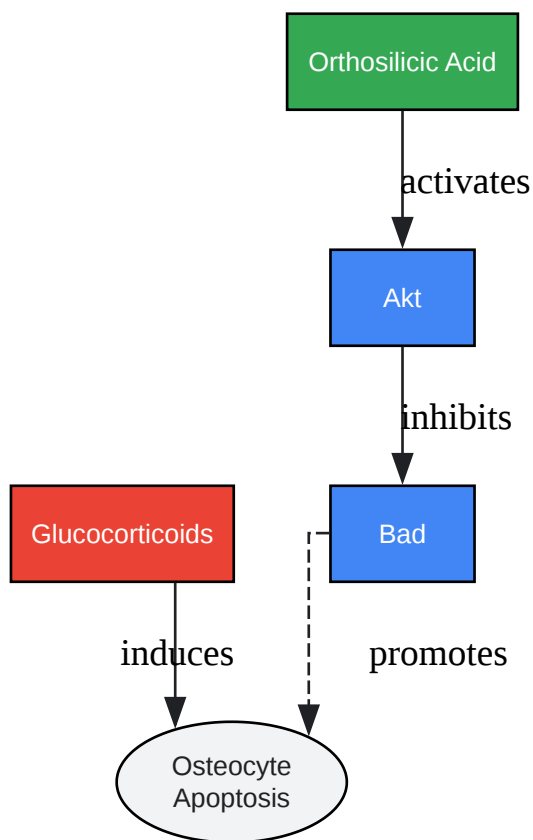 Orthosilicic Acid
activates
Akt
inhibits
Glucocorticoids
Bad
induces
promotes
Osteocyte
Apoptosis